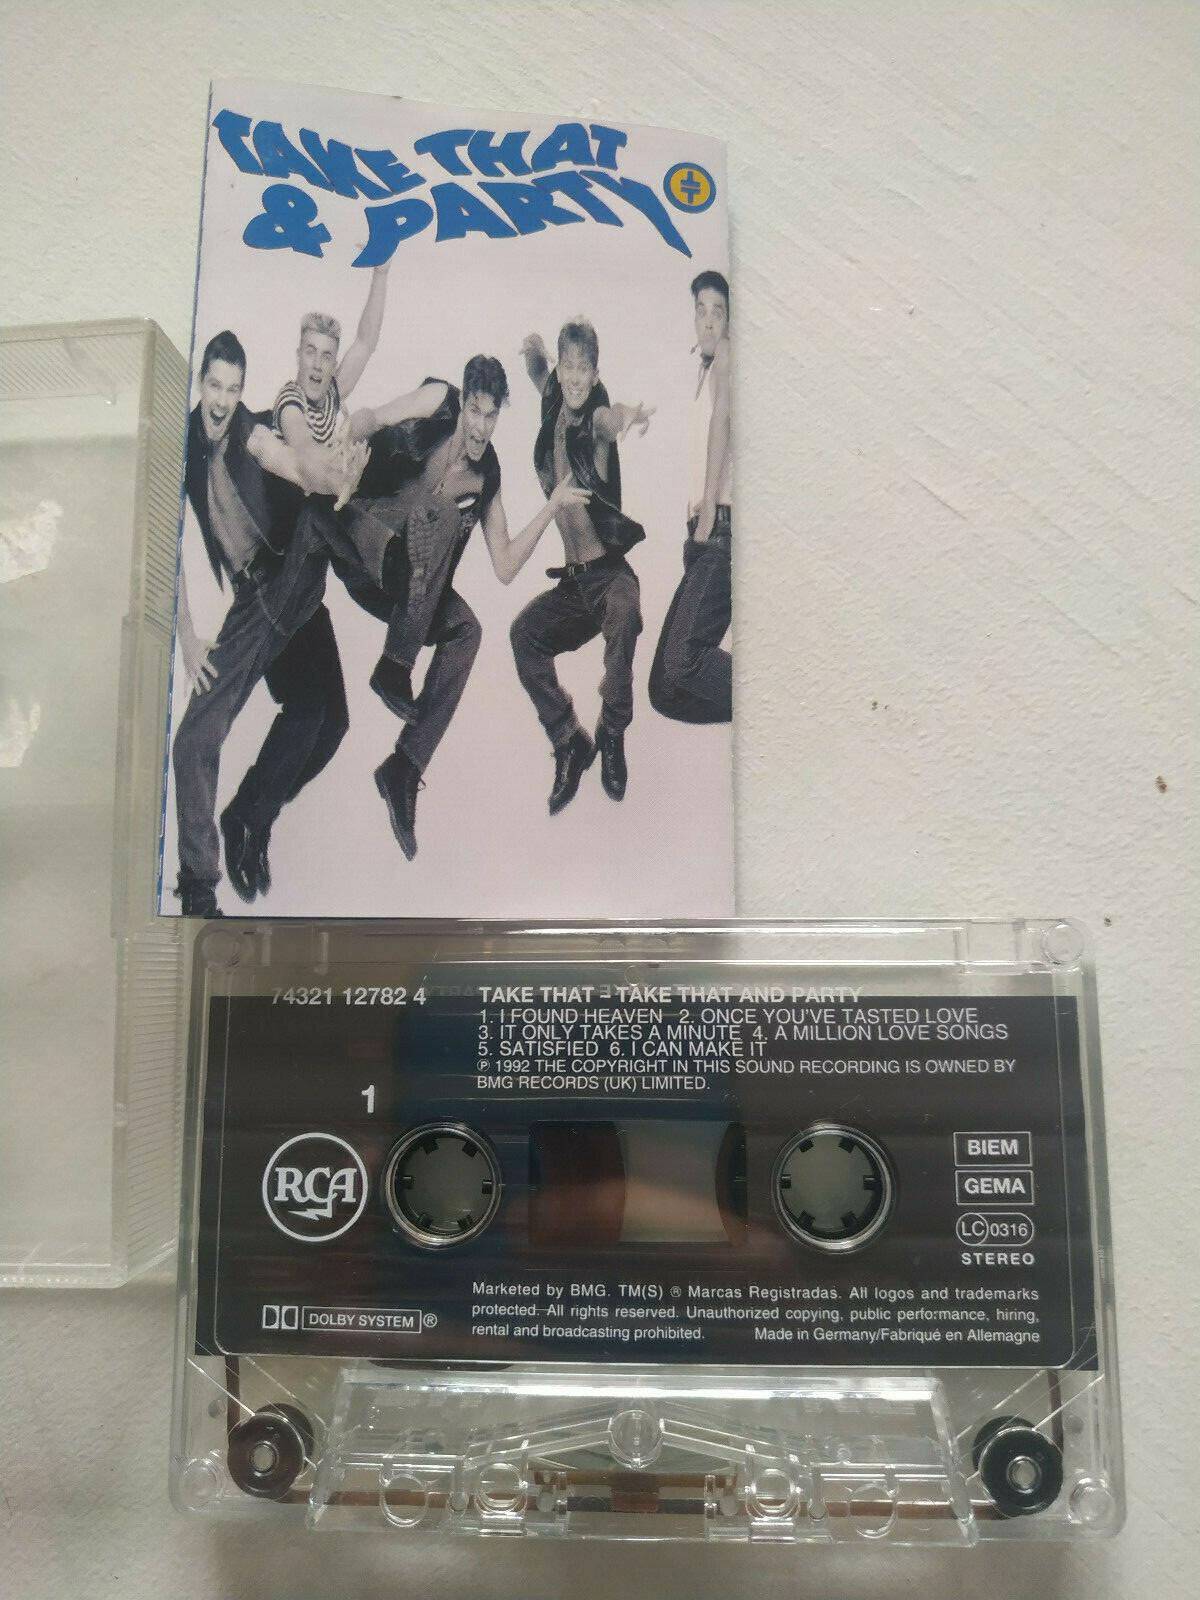 TAKE THAT
& PARTY
74321 12782 4
TAKE THAT – TAKE THAT AND PARTY
1. I FOUND HEAVEN 2. ONCE YOU'VE TASTED LOVE
3. IT ONLY TAKES A MINUTE 4. A MILLION LOVE SONGS
5. SATISFIED 6. I CAN MAKE IT
℗ 1992 THE COPYRIGHT IN THIS SOUND RECORDING IS OWNED BY
BMG RECORDS (UK) LIMITED.
1
RCA
BIEM
GEMA
LC 0316
STEREO
DOLBY SYSTEM ®
Marketed by BMG. TM(S) ® Marcas Registradas. All logos and trademarks
protected. All rights reserved. Unauthorized copying, public performance, hiring,
rental and broadcasting prohibited. Made in Germany/Fabriqué en Allemagne